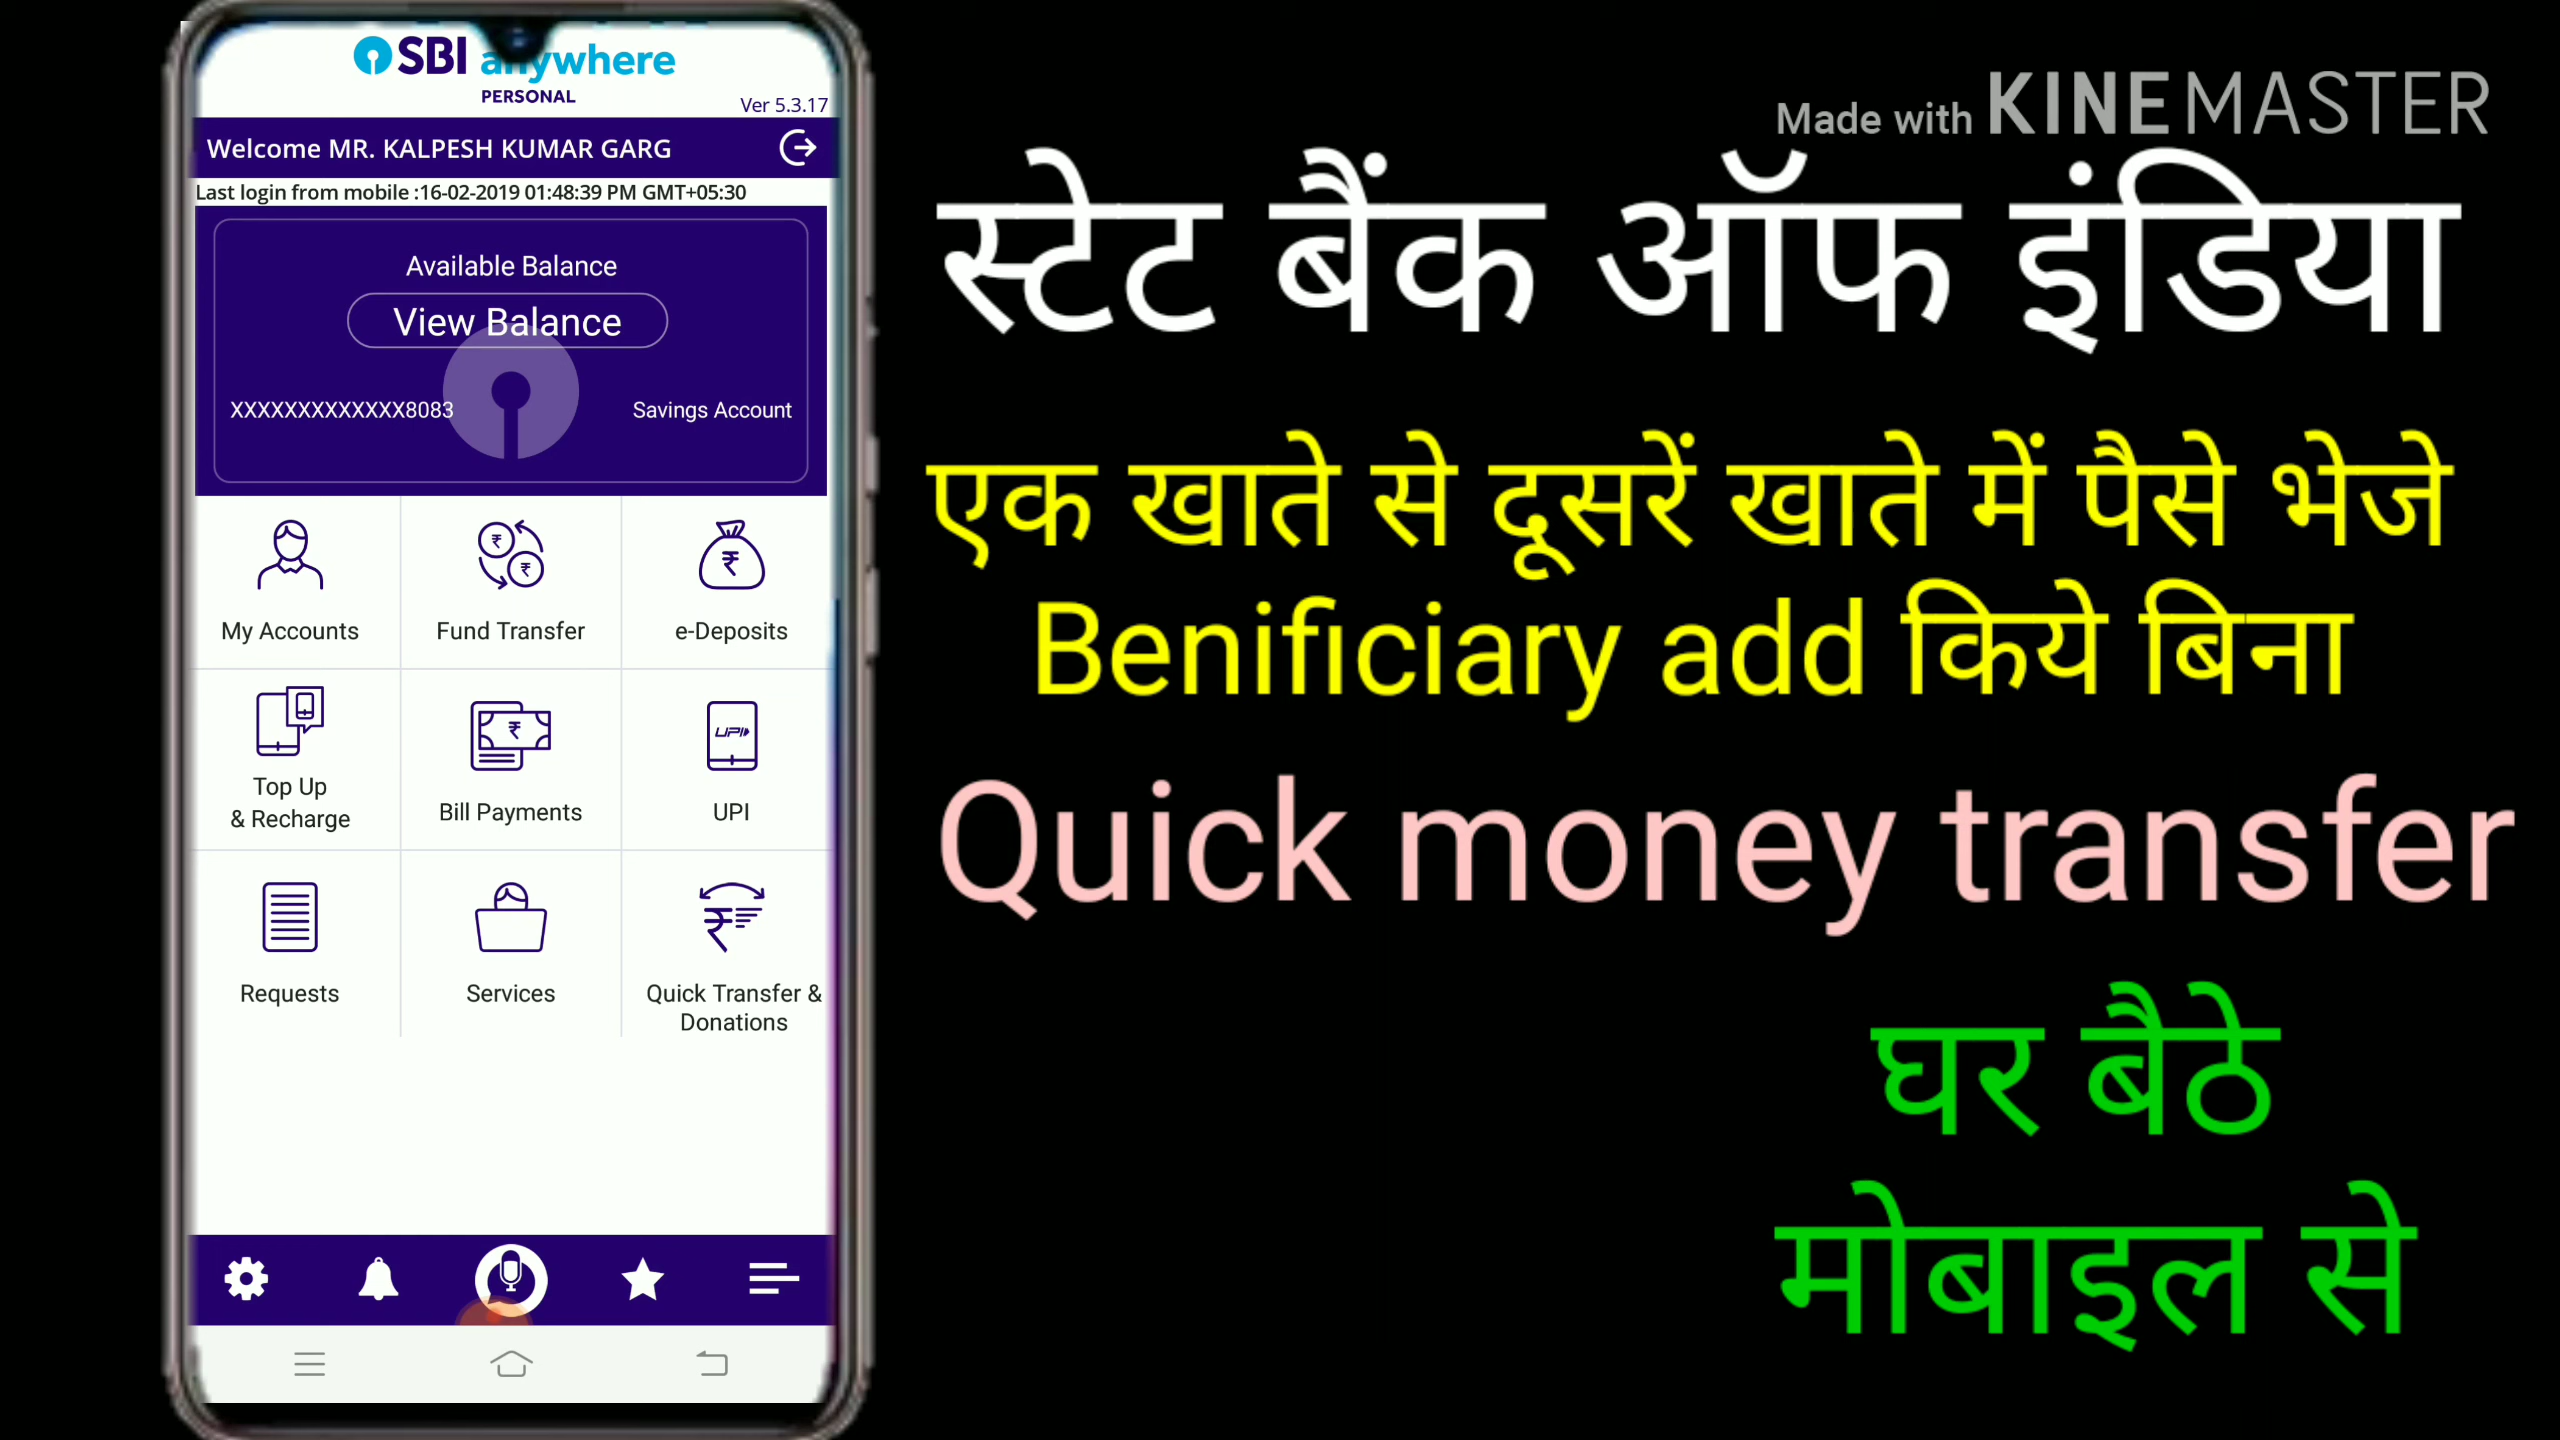 SBI anywhere
PERSONAL
Ver 5.3.17
Welcome MR. KALPESH KUMAR GARG
Last login from mobile :16-02-2019 01:48:39 PM GMT+05:30
Available Balance
View Balance
XXXXXXXXXXXXX8083
Savings Account
My Accounts
Fund Transfer
e-Deposits
Top Up
& Recharge
Bill Payments
UPI
UPI
Requests
Services
Quick Transfer &
Donations
Made with KINEMASTER
स्टेट बैंक ऑफ इंडिया
एक खाते से दूसरें खाते में पैसे भेजे
Benificiary add किये बिना
Quick money transfer
घर बैठे
मोबाइल से